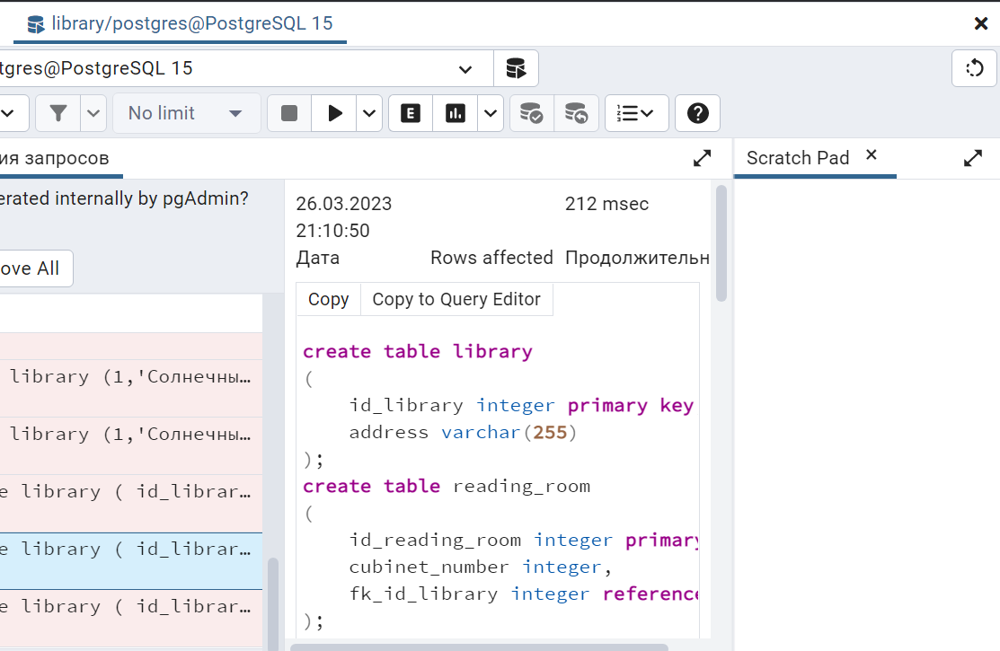 library/postgres@PostgreSQL 15
tgres@PostgreSQL 15
No limit
E
ия запросов
Scratch Pad
erated internally by pgAdmin?
ove All
library (1,'Солнечны…
library (1,'Солнечны…
e library ( id_librar…
e library ( id_librar…
e library ( id_librar…
26.03.2023 212 msec
21:10:50
Дата Rows affected Продолжительн
Copy Copy to Query Editor
create table library
(
id_library integer primary key
address varchar(255)
);
create table reading_room
(
id_reading_room integer primary
cubinet_number integer,
fk_id_library integer reference
);